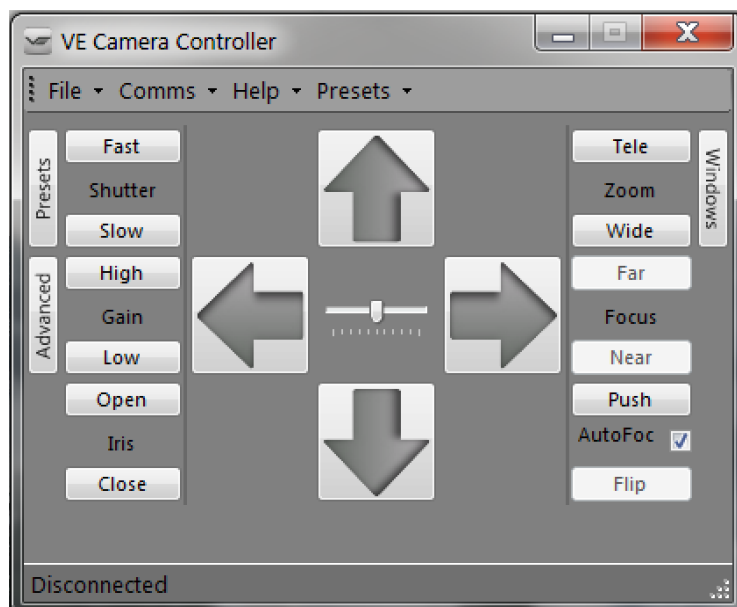 VE Camera Controller
File Comms Help Presets
Presets
Advanced
Fast
Shutter
Slow
High
Gain
Low
Open
Iris
Close
Tele
Zoom
Wide
Far
Focus
Near
Push
AutoFoc
Flip
Windows
Disconnected